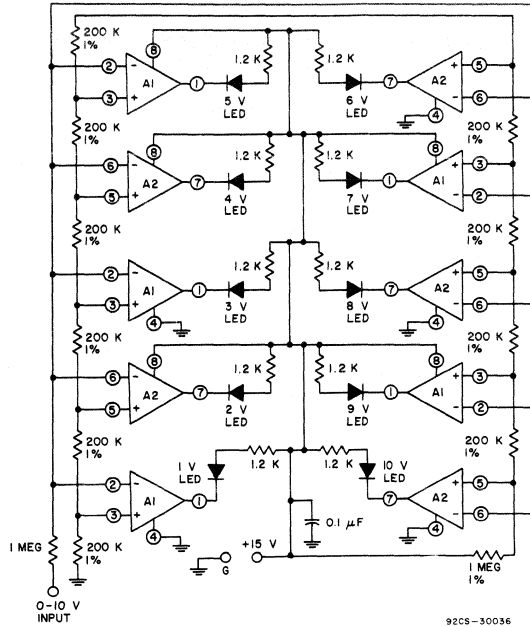 200 K
1%
8
8
1.2 K
1.2 K
2
-
A1
1
7
A2
+
5
3
+
-
6
4
5 V
LED
6 V
LED
200 K
1%
200 K
1%
8
8
1.2 K
1.2 K
6
-
A2
7
1
A1
+
3
5
+
-
2
4 V
LED
7 V
LED
200 K
1%
200 K
1%
1.2 K
1.2 K
2
-
A1
1
7
A2
+
5
3
+
-
6
4
4
3 V
LED
8 V
LED
200 K
1%
200 K
1%
8
8
1.2 K
1.2 K
6
-
A2
7
1
A1
+
3
5
+
-
2
2 V
LED
9 V
LED
200 K
1%
200 K
1%
1 V
LED
1.2 K
1.2 K
10 V
LED
2
-
A1
1
7
A2
+
5
3
+
-
6
4
4
0.1 µF
1 MEG
200 K
1%
G
+15 V
1 MEG
1%
0-10 V
INPUT
92CS-30036